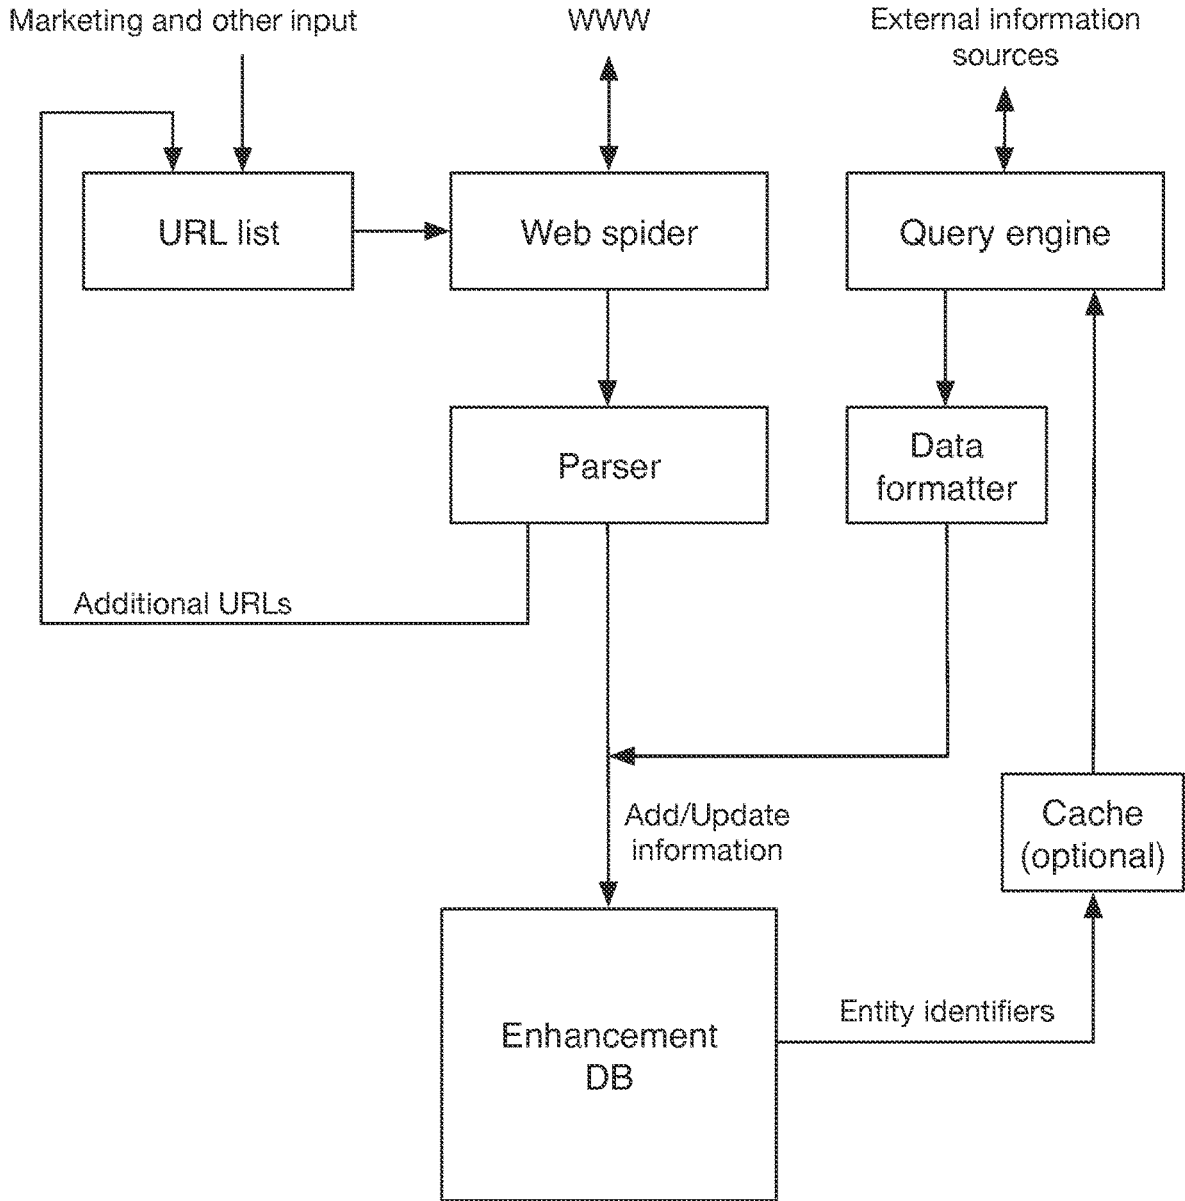 Marketing and other input
WWW
External information
sources
URL list
Web spider
Query engine
Parser
Data
formatter
Additional URLs
Add/Update
information
Cache
(optional)
Entity identifiers
Enhancement
DB